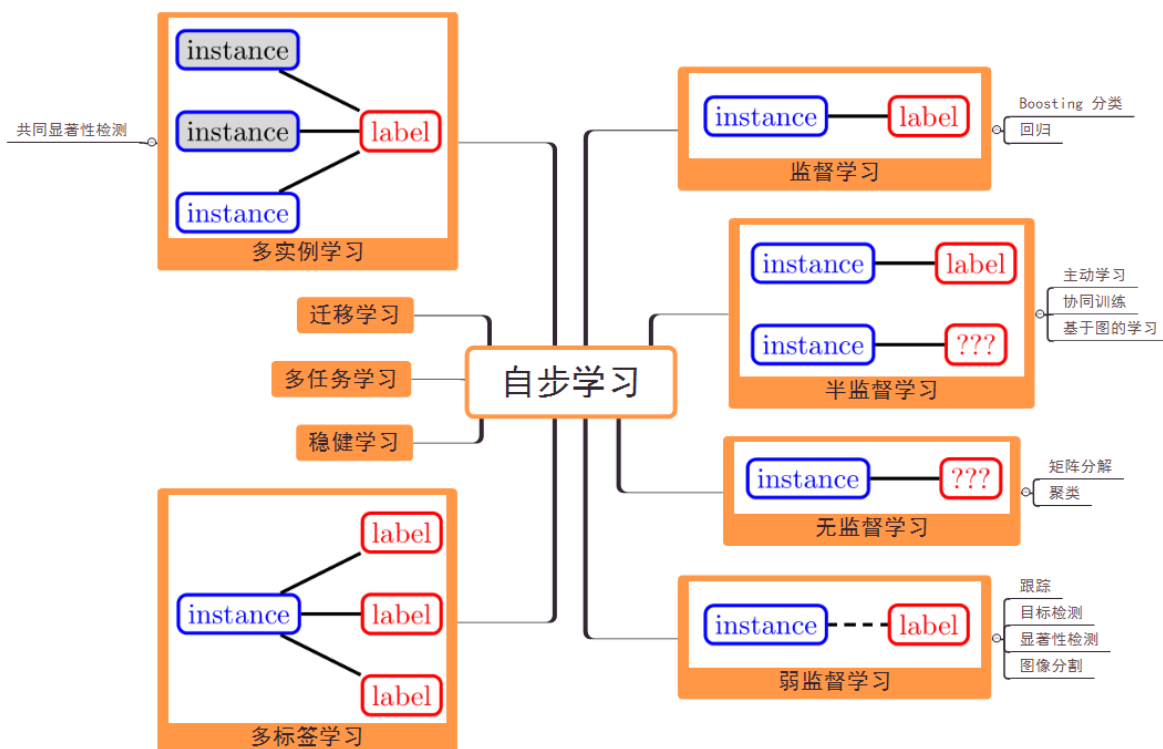 instance
instance
label
instance
多实例学习
共同显著性检测
迁移学习
多任务学习
稳健学习
label
instance
label
label
多标签学习
自步学习
instance
label
监督学习
Boosting 分类
回归
instance
label
instance
???
半监督学习
主动学习
协同训练
基于图的学习
instance
???
无监督学习
矩阵分解
聚类
instance
label
弱监督学习
跟踪
目标检测
显著性检测
图像分割